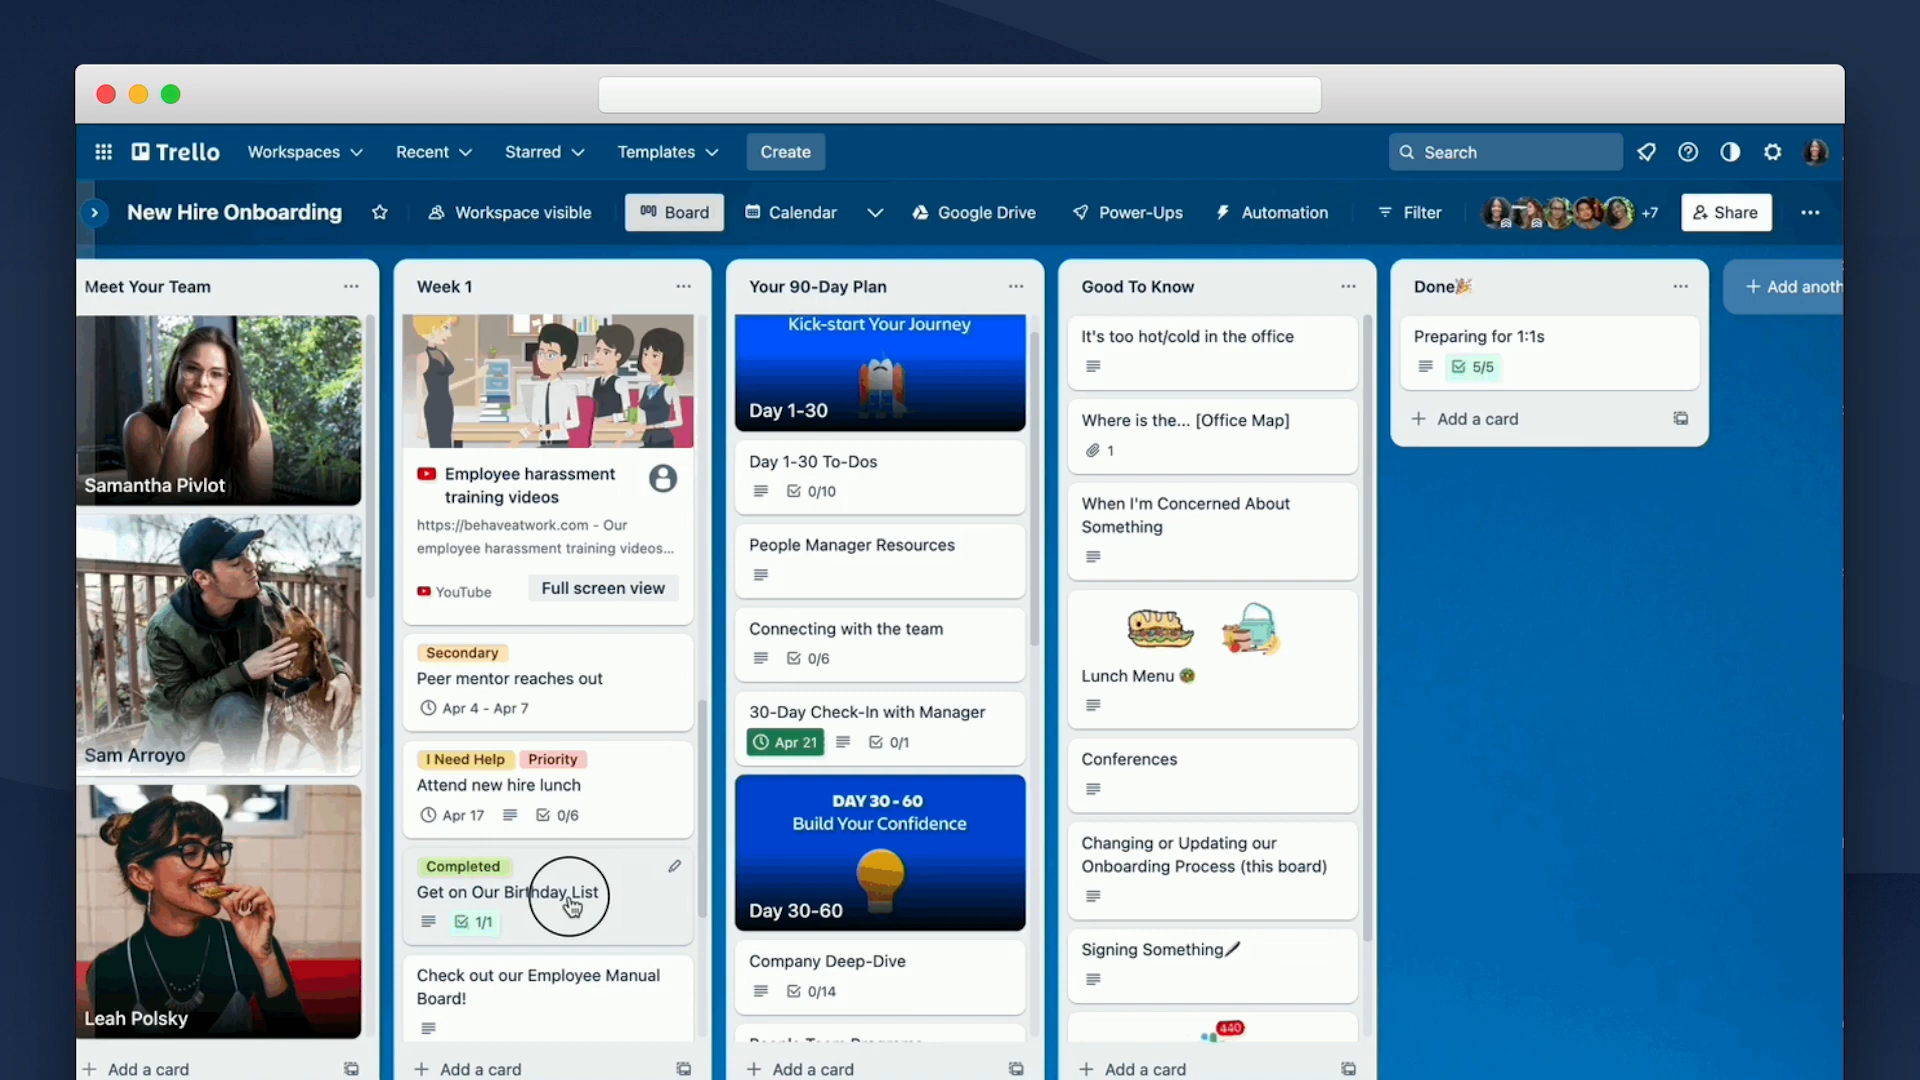 Trello
Workspaces
Recent
Starred
Templates
Create
Search
New Hire Onboarding
Workspace visible
Board
Calendar
Google Drive
Power-Ups
Automation
Filter
+7
Share
Meet Your Team
Samantha Pivlot
Sam Arroyo
Leah Polsky
Add a card
Week 1
Employee harassment
training videos
https://behaveatwork.com - Our
employee harassment training videos...
YouTube
Full screen view
Secondary
Peer mentor reaches out
Apr 4 - Apr 7
I Need Help Priority
Attend new hire lunch
Apr 17 0/6
Completed
Get on Our Birthday List
1/1
Check out our Employee Manual
Board!
Add a card
Your 90-Day Plan
Kick-start Your Journey
Day 1-30
Day 1-30 To-Dos
0/10
People Manager Resources
Connecting with the team
0/6
30-Day Check-In with Manager
Apr 21 0/1
DAY 30 - 60
Build Your Confidence
Day 30-60
Company Deep-Dive
0/14
Add a card
Good To Know
It's too hot/cold in the office
Where is the... [Office Map]
1
When I'm Concerned About
Something
Lunch Menu
Conferences
Changing or Updating our
Onboarding Process (this board)
Signing Something
440
Add a card
Done🎉
Preparing for 1:1s
5/5
Add a card
Add anoth